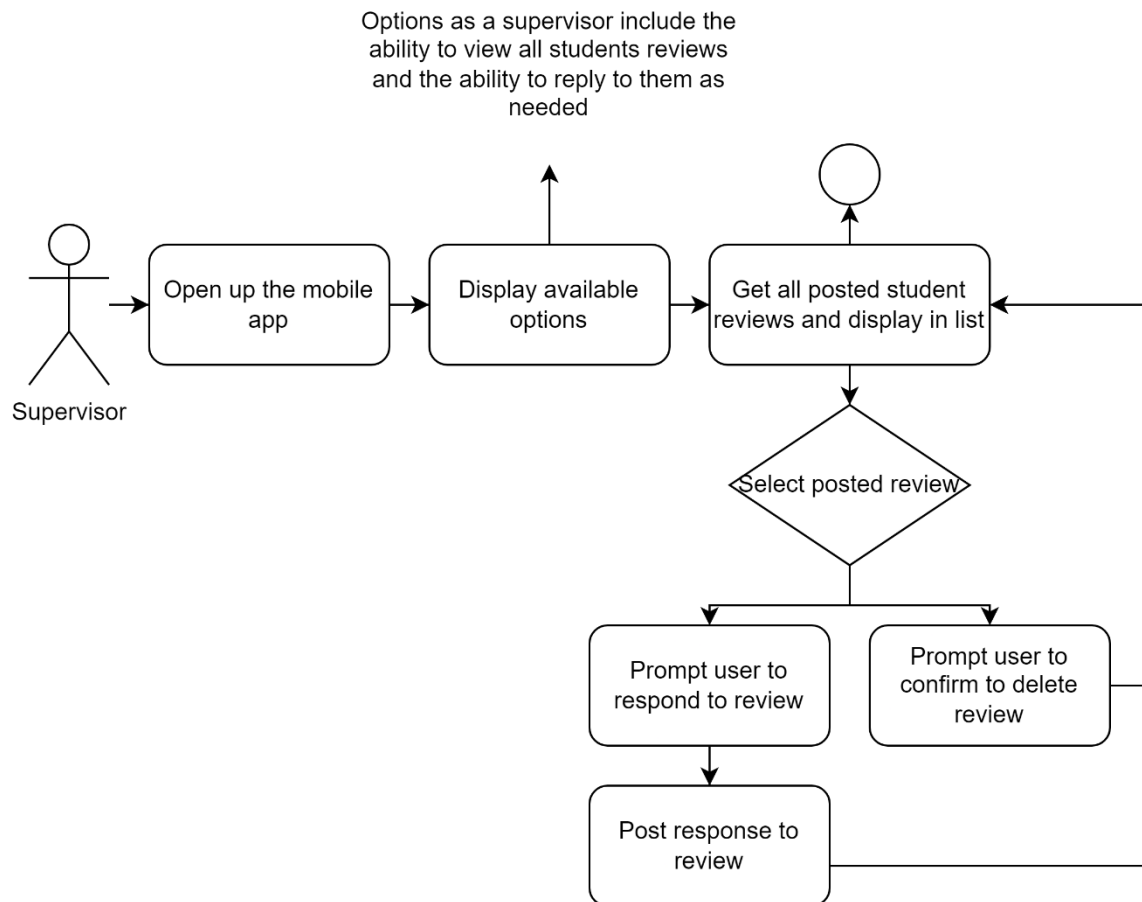 Options as a supervisor include the
ability to view all students reviews
and the ability to reply to them as
needed
Supervisor
Open up the mobile
app
Display available
options
Get all posted student
reviews and display in list
Select posted review
Prompt user to
respond to review
Prompt user to
confirm to delete
review
Post response to
review